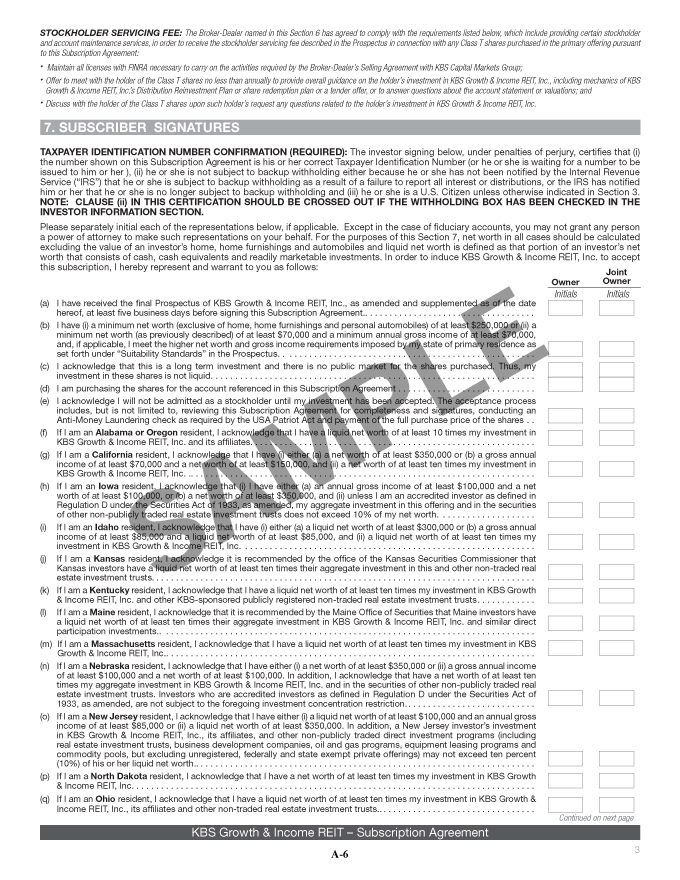 STOCKHOLDER SERVICING FEE: The Broker-Dealer named in this Section 6 has agreed to comply with the requirements listed below, which include providing certain stockholder
and account maintenance services, in order to receive the stockholder servicing fee described in the Prospectus in connection with any Class T shares purchased in the primary offering pursuant
to this Subscription Agreement:
• Maintain all licenses with FINRA necessary to carry on the activities required by the Broker-Dealer's Selling Agreement with KBS Capital Markets Group;
• Offer to meet with the holder of the Class T shares no less than annually to provide overall guidance on the holder's investment in KBS Growth & Income REIT, Inc., including mechanics of KBS
Growth & Income REIT, Inc.'s Distribution Reinvestment Plan or share redemption plan or a tender offer, or to answer questions about the account statement or valuations; and
• Discuss with the holder of the Class T shares upon such holder's request any questions related to the holder's investment in KBS Growth & Income REIT, Inc.
7. SUBSCRIBER SIGNATURES
TAXPAYER IDENTIFICATION NUMBER CONFIRMATION (REQUIRED): The investor signing below, under penalties of perjury, certifies that (i)
the number shown on this Subscription Agreement is his or her correct Taxpayer Identification Number (or he or she is waiting for a number to be
issued to him or her ), (ii) he or she is not subject to backup withholding either because he or she has not been notified by the Internal Revenue
Service ("IRS") that he or she is subject to backup withholding as a result of a failure to report all interest or distributions, or the IRS has notified
him or her that he or she is no longer subject to backup withholding and (iii) he or she is a U.S. Citizen unless otherwise indicated in Section 3.
NOTE: CLAUSE (ii) IN THIS CERTIFICATION SHOULD BE CROSSED OUT IF THE WITHHOLDING BOX HAS BEEN CHECKED IN THE
INVESTOR INFORMATION SECTION.
Please separately initial each of the representations below, if applicable. Except in the case of fiduciary accounts, you may not grant any person
a power of attorney to make such representations on your behalf. For the purposes of this Section 7, net worth in all cases should be calculated
excluding the value of an investor's home, home furnishings and automobiles and liquid net worth is defined as that portion of an investor's net
worth that consists of cash, cash equivalents and readily marketable investments. In order to induce KBS Growth & Income REIT, Inc. to accept
this subscription, I hereby represent and warrant to you as follows:
Owner
Joint
Owner
Initials Initials
(a) I have received the final Prospectus of KBS Growth & Income REIT, Inc., as amended and supplemented as of the date
hereof, at least five business days before signing this Subscription Agreement.
(b) I have (i) a minimum net worth (exclusive of home, home furnishings and personal automobiles) of at least $250,000 or (ii) a
minimum net worth (as previously described) of at least $70,000 and a minimum annual gross income of at least $70,000,
and, if applicable, I meet the higher net worth and gross income requirements imposed by my state of primary residence as
set forth under "Suitability Standards" in the Prospectus.
(c) I acknowledge that this is a long term investment and there is no public market for the shares purchased. Thus, my
investment in these shares is not liquid.
(d) I am purchasing the shares for the account referenced in this Subscription Agreement
(e) I acknowledge I will not be admitted as a stockholder until my investment has been accepted. The acceptance process
includes, but is not limited to, reviewing this Subscription Agreement for completeness and signatures, conducting an
Anti-Money Laundering check as required by the USA Patriot Act and payment of the full purchase price of the shares
(f) If I am an Alabama or Oregon resident, I acknowledge that I have a liquid net worth of at least 10 times my investment in
KBS Growth & Income REIT, Inc. and its affiliates.
(g) If I am a California resident, I acknowledge that I have either (a) a net worth of at least $350,000 or (b) a gross annual
income of at least $70,000 and a net worth of at least $150,000, and (ii) a net worth of at least ten times my investment in
KBS Growth & Income REIT, Inc.
(h) If I am an Iowa resident, I acknowledge that (i) I have either (a) an annual gross income of at least $100,000 and a net
worth of at least $100,000, or (b) a net worth of at least $350,000, and (ii) unless I am an accredited investor as defined in
Regulation D under the Securities Act of 1933, as amended, my aggregate investment in this offering and in the securities
of other non-publicly traded real estate investment trusts does not exceed 10% of my net worth.
(i) If I am an Idaho resident, I acknowledge that I have (i) either (a) a liquid net worth of at least $300,000 or (b) a gross annual
income of at least $85,000 and a liquid net worth of at least $85,000, and (ii) a liquid net worth of at least ten times my
investment in KBS Growth & Income REIT, Inc.
(j) If I am a Kansas resident, I acknowledge it is recommended by the office of the Kansas Securities Commissioner that
Kansas investors have a liquid net worth of at least ten times their aggregate investment in this and other non-traded real
estate investment trusts.
(k) If I am a Kentucky resident, I acknowledge that I have a liquid net worth of at least ten times my investment in KBS Growth
& Income REIT, Inc. and other KBS-sponsored publicly registered non-traded real estate investment trusts.
(l) If I am a Maine resident, I acknowledge that it is recommended by the Maine Office of Securities that Maine investors have
a liquid net worth of at least ten times their aggregate investment in KBS Growth & Income REIT, Inc. and similar direct
participation investments.
(m) If I am a Massachusetts resident, I acknowledge that I have a liquid net worth of at least ten times my investment in KBS
Growth & Income REIT, Inc.
(n) If I am a Nebraska resident, I acknowledge that I have either (i) a net worth of at least $350,000 or (ii) a gross annual income
of at least $100,000 and a net worth of at least $100,000. In addition, I acknowledge that I have a net worth of at least ten
times my aggregate investment in KBS Growth & Income REIT, Inc. and in the securities of other non-publicly traded real
estate investment trusts. Investors who are accredited investors as defined in Regulation D under the Securities Act of
1933, as amended, are not subject to the foregoing investment concentration restriction.
(o) If I am a New Jersey resident, I acknowledge that I have either (i) a liquid net worth of at least $100,000 and an annual gross
income of at least $85,000 or (ii) a liquid net worth of at least $350,000. In addition, a New Jersey investor's investment
in KBS Growth & Income REIT, Inc., its affiliates, and other non-publicly traded direct investment programs (including
real estate investment trusts, business development companies, oil and gas programs, equipment leasing programs and
commodity pools, but excluding unregistered, federally and state exempt private offerings) may not exceed ten percent
(10%) of his or her liquid net worth.
(p) If I am a North Dakota resident, I acknowledge that I have a net worth of at least ten times my investment in KBS Growth
& Income REIT, Inc.
(q) If I am an Ohio resident, I acknowledge that I have a liquid net worth of at least ten times my investment in KBS Growth &
Income REIT, Inc., its affiliates and other non-traded real estate investment trusts.
Continued on next page
KBS Growth & Income REIT – Subscription Agreement
A-6
3
SAMPLE